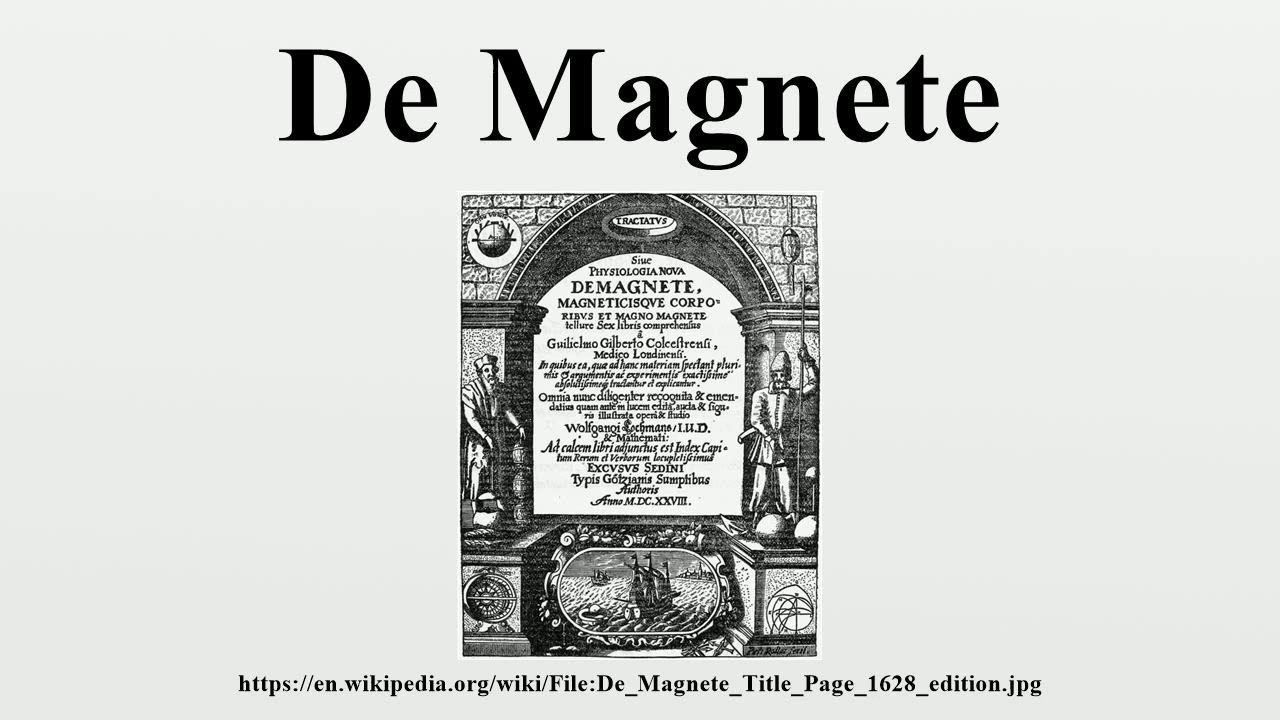 De Magnete
TRACTATVS
Siue
PHYSIOLOGIA NOVA
DE MAGNETE,
MAGNETICISQVE CORPO=
RIBVS ET MAGNO MAGNETE
tellure Sex libris comprehensus
à
Guilielmo Gilberto Colcestrensi,
Medico Londinensi.
In quibus ea, quæ ad hanc materiam spectant pluri-
mis & argumentis ac experimentis exactissimè
absolutissimeq tractantur et explicantur.
Omnia nunc diligenter recognita & emen-
datius quam ante in lucem edita, aucta & figu-
ris illustrata operâ & studio
Wolfgangi Lochmans / I.U.D.
& Mathemati:
Ad calcem libri adjunctus est Index Capi-
tum Rerum et Verborum locupletissimus
EXCVSVS SEDINI
Typis Götzianis Sumptibus
Authoris
Anno M.DC.XXVIII.
https://en.wikipedia.org/wiki/File:De_Magnete_Title_Page_1628_edition.jpg